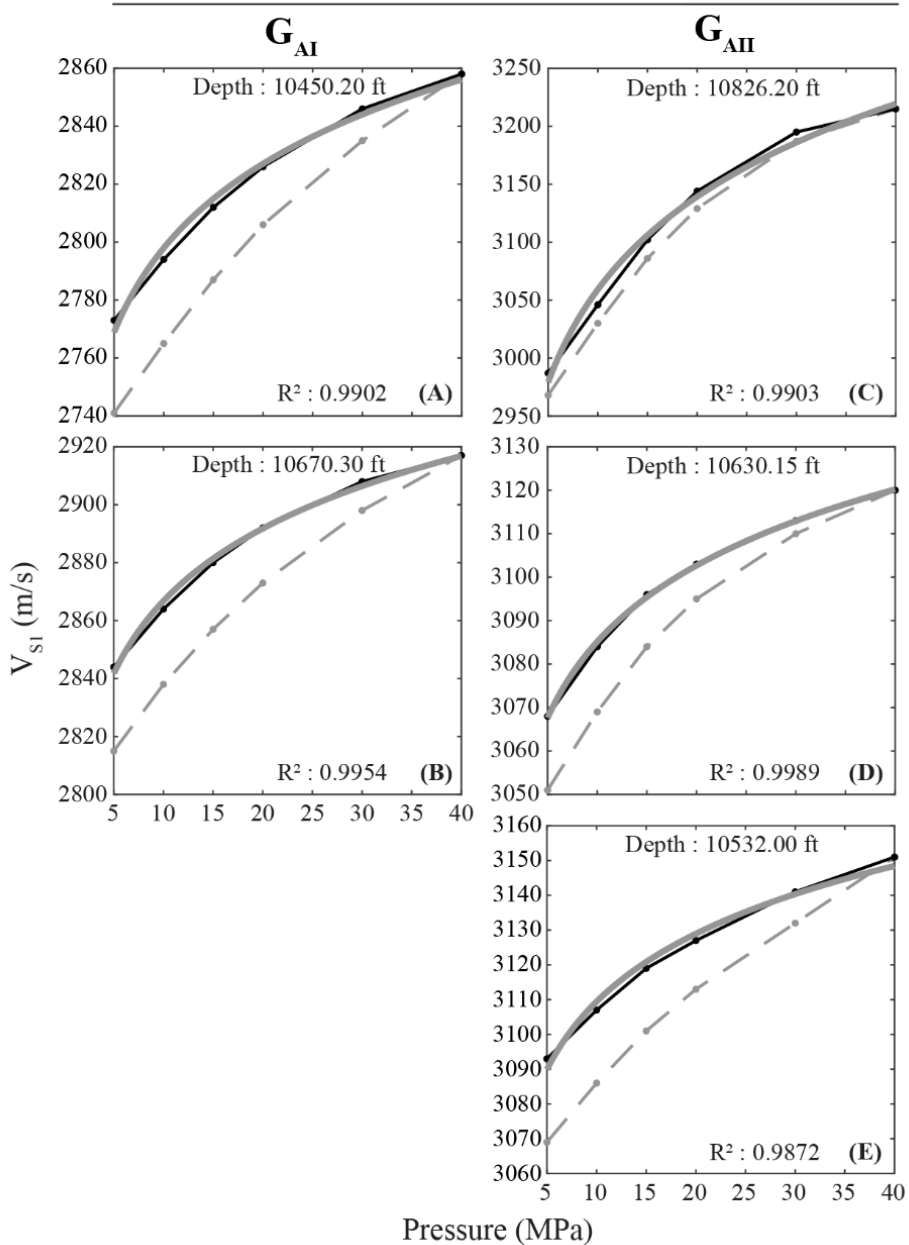 G_AI
G_AII
V_S1 (m/s)
2860
2840
2820
2800
2780
2760
2740
Depth : 10450.20 ft
R² : 0.9902 (A)
3250
3200
3150
3100
3050
3000
2950
Depth : 10826.20 ft
R² : 0.9903 (C)
2920
2900
2880
2860
2840
2820
2800
Depth : 10670.30 ft
R² : 0.9954 (B)
5 10 15 20 25 30 35 40
3130
3120
3110
3100
3090
3080
3070
3060
3050
Depth : 10630.15 ft
R² : 0.9989 (D)
3160
3150
3140
3130
3120
3110
3100
3090
3080
3070
3060
Depth : 10532.00 ft
R² : 0.9872 (E)
5 10 15 20 25 30 35 40
Pressure (MPa)